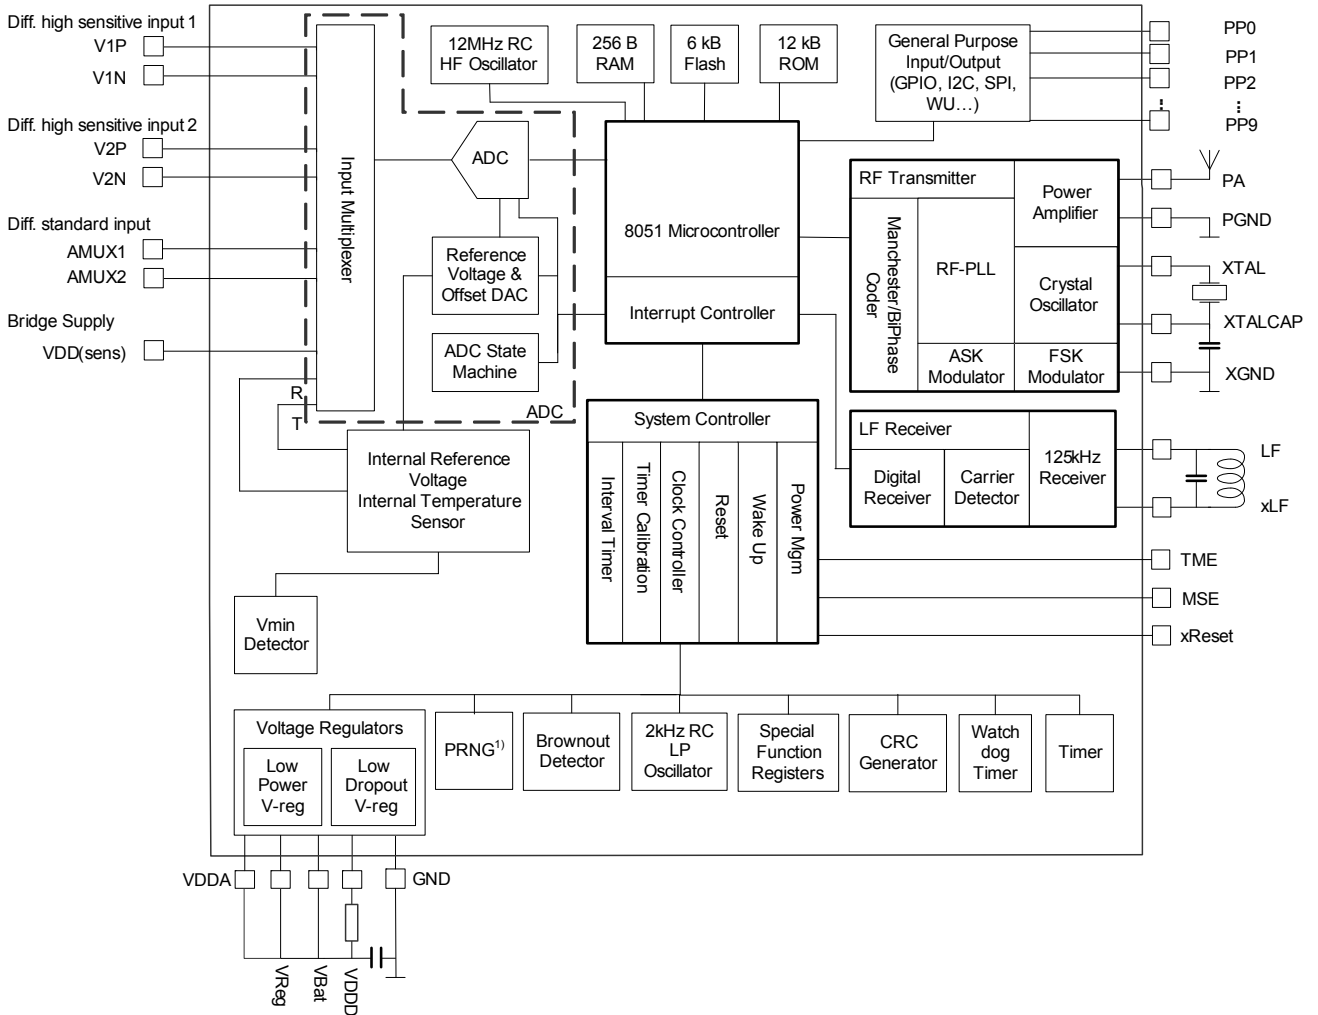 Diff. high sensitive input 1
V1P
V1N
Diff. high sensitive input 2
V2P
V2N
Diff. standard input
AMUX1
AMUX2
Bridge Supply
VDD(sens)
Input Multiplexer
R
T
ADC
12MHz RC
HF Oscillator
256 B
RAM
6 kB
Flash
12 kB
ROM
General Purpose
Input/Output
(GPIO, I2C, SPI,
WU...)
PP0
PP1
PP2
⋮
PP9
ADC
Reference
Voltage &
Offset DAC
ADC State
Machine
8051 Microcontroller
Interrupt Controller
RF Transmitter
Manchester/BiPhase
Coder
RF-PLL
Power
Amplifier
Crystal
Oscillator
ASK
Modulator
FSK
Modulator
PA
PGND
XTAL
XTALCAP
XGND
Internal Reference
Voltage
Internal Temperature
Sensor
Vmin
Detector
System Controller
Interval Timer
Timer Calibration
Clock Controller
Reset
Wake Up
Power Mgm
LF Receiver
Digital
Receiver
Carrier
Detector
125kHz
Receiver
LF
xLF
TME
MSE
xReset
Voltage Regulators
Low
Power
V-reg
Low
Dropout
V-reg
PRNG1)
Brownout
Detector
2kHz RC
LP
Oscillator
Special
Function
Registers
CRC
Generator
Watch
dog
Timer
Timer
VDDA
GND
VReg
VBat
VDDD